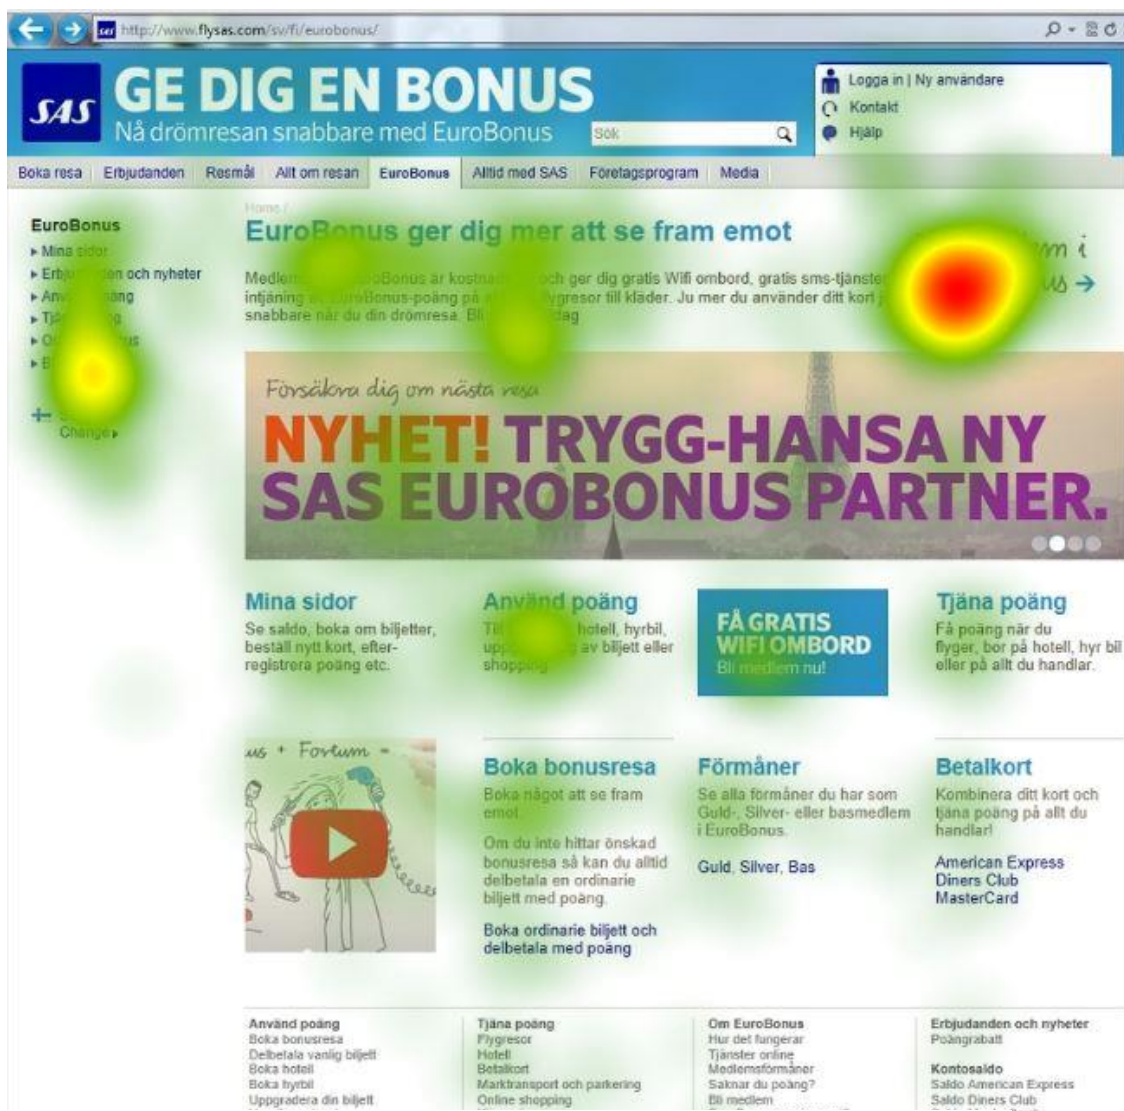 http://www.flysas.com/sv/fi/eurobonus/
SAS
GE DIG EN BONUS
Nå drömresan snabbare med EuroBonus
Sök
Logga in | Ny användare
Kontakt
Hjälp
Boka resa Erbjudanden Resmål Allt om resan EuroBonus Alltid med SAS Företagsprogram Media
Home /
EuroBonus
Mina sidor
och nyheter
Change
EuroBonus ger dig mer att se fram emot
EuroBonus är och ger dig gratis Wifi ombord, gratis sms-tjänster
intjäning av EuroBonus-poäng på till kläder. Ju mer du använder ditt kort
snabbare når du din drömresa.
i
Försäkra dig om nästa resa
NYHET! TRYGG-HANSA NY
SAS EUROBONUS PARTNER.
Mina sidor
Se saldo, boka om biljetter,
beställ nytt kort, efter-
registrera poäng etc.
Använd poäng
hotell, hyrbil,
av biljett eller
shopping.
FÅ GRATIS
WIFI OMBORD
Bli medlem nu!
Tjäna poäng
Få poäng när du
flyger, bor på hotell, hyr bil
eller på allt du handlar.
us + Fortum =
Boka bonusresa
Boka något att se fram
emot.
Om du inte hittar önskad
bonusresa så kan du alltid
delbetala en ordinarie
biljett med poäng.
Boka ordinarie biljett och
delbetala med poäng
Förmåner
Se alla förmåner du har som
Guld-, Silver- eller basmedlem
i EuroBonus.
Guld, Silver, Bas
Betalkort
Kombinera ditt kort och
tjäna poäng på allt du
handlar!
American Express
Diners Club
MasterCard
Använd poäng
Boka bonusresa
Delbetala vanlig biljett
Boka hotell
Boka hyrbil
Uppgradera din biljett
Tjäna poäng
Flygresor
Hotell
Betalkort
Marktransport och parkering
Online shopping
Om EuroBonus
Hur det fungerar
Tjänster online
Medlemsförmåner
Saknar du poäng?
Bli medlem
Erbjudanden och nyheter
Poängrabatt
Kontosaldo
Saldo American Express
Saldo Diners Club